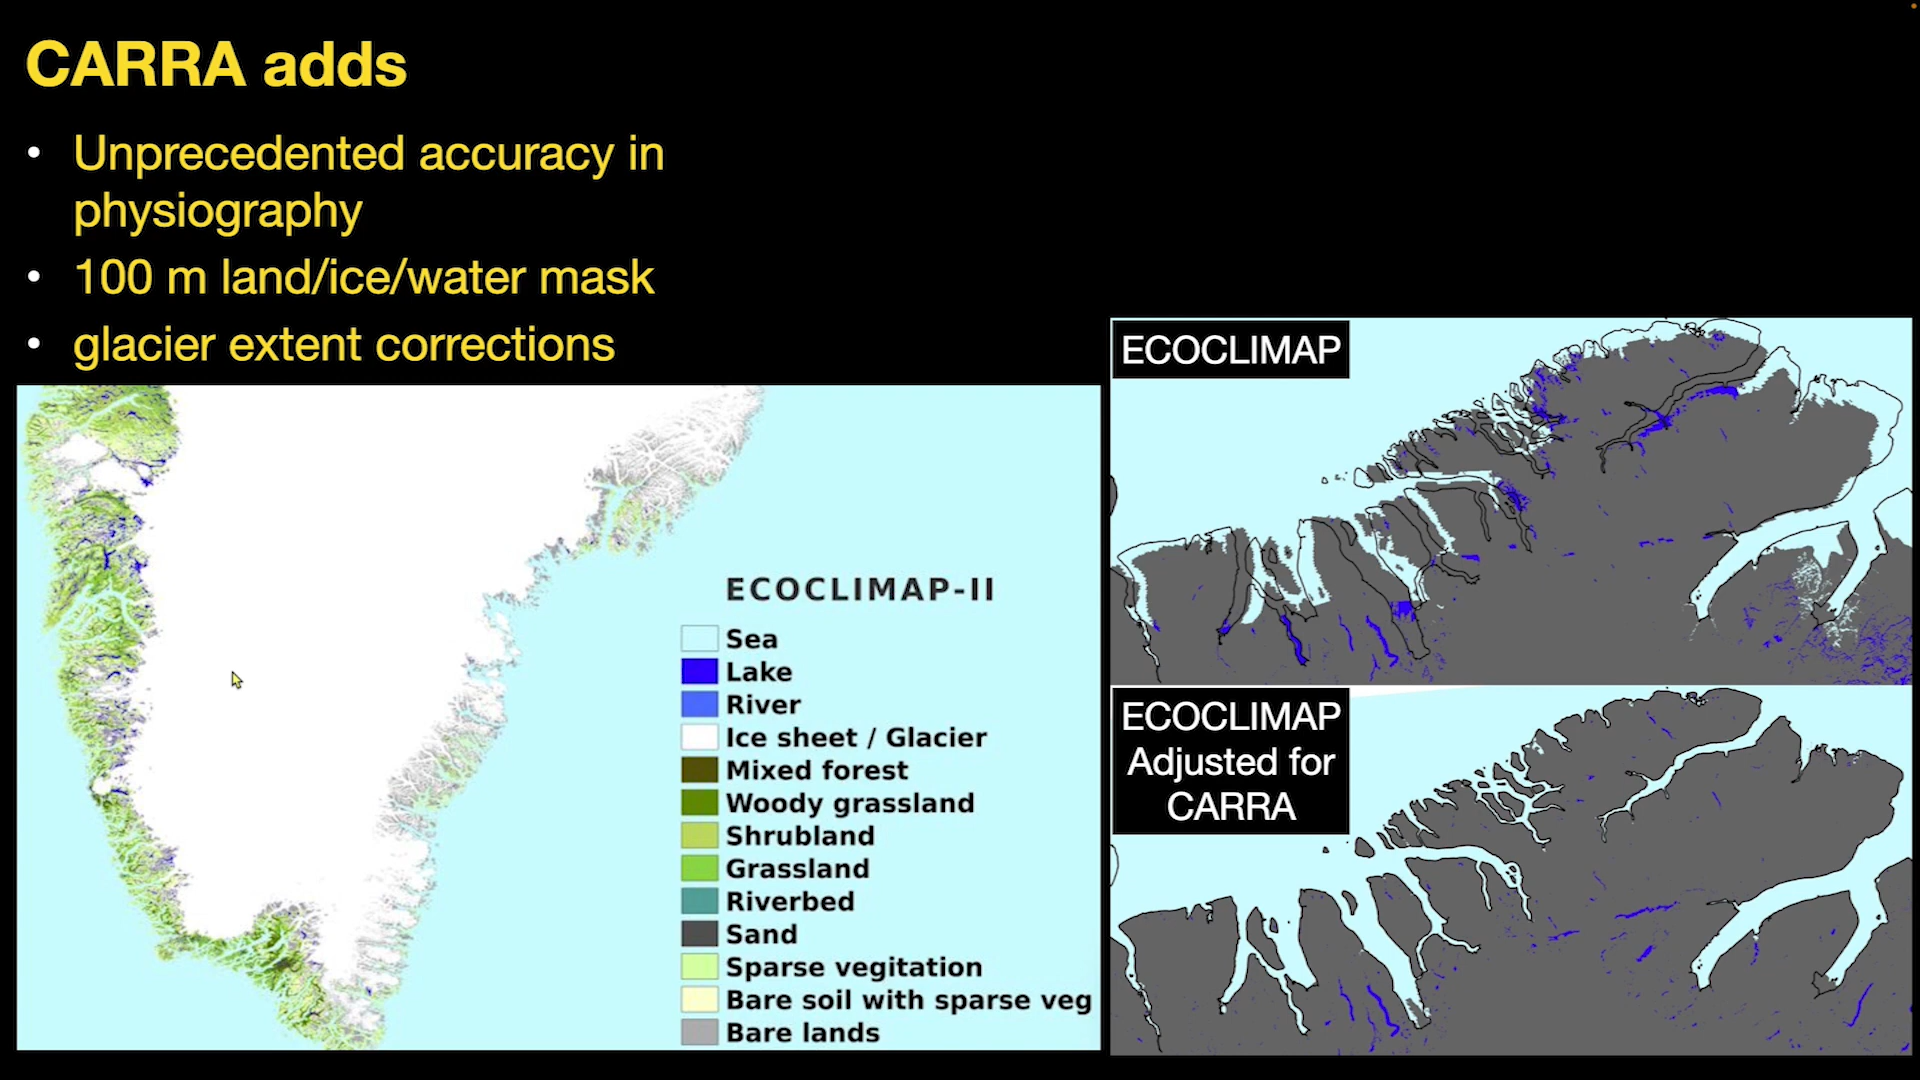 CARRA adds
• Unprecedented accuracy in
physiography
• 100 m land/ice/water mask
• glacier extent corrections
ECOCLIMAP-II
Sea
Lake
River
Ice sheet / Glacier
Mixed forest
Woody grassland
Shrubland
Grassland
Riverbed
Sand
Sparse vegitation
Bare soil with sparse veg
Bare lands
ECOCLIMAP
ECOCLIMAP
Adjusted for
CARRA